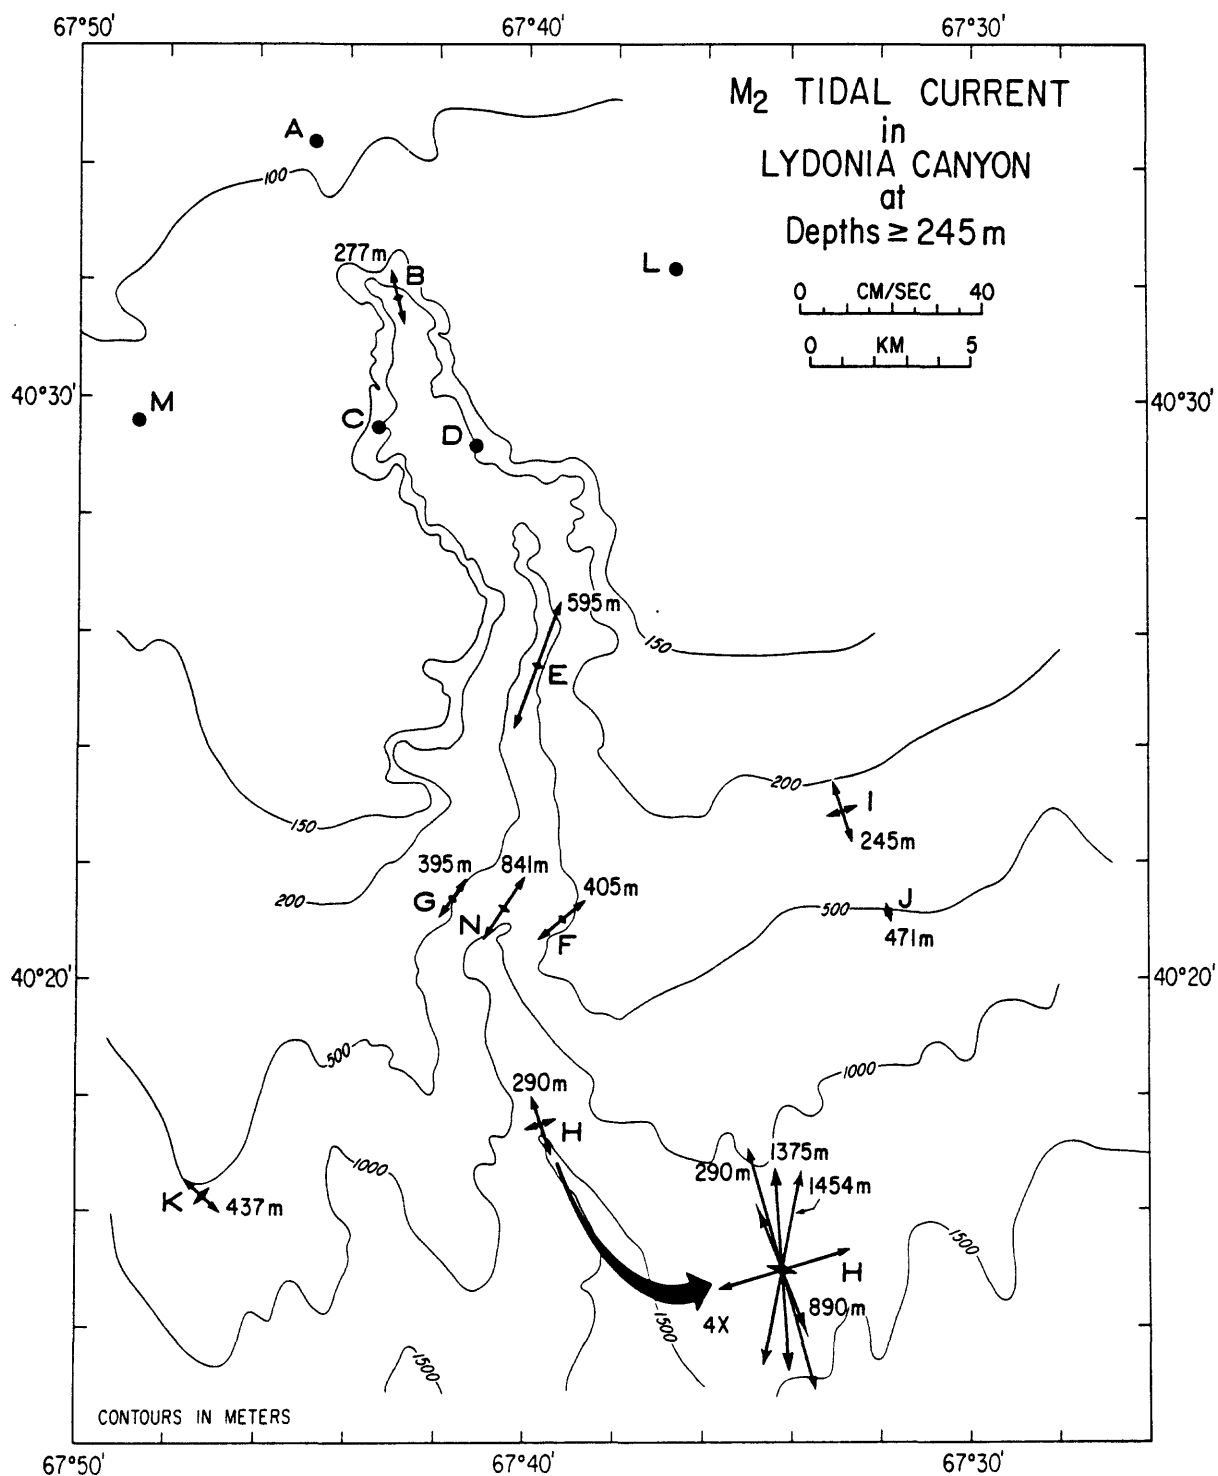 67°50' 67°40' 67°30'
M₂ TIDAL CURRENT
in
LYDONIA CANYON
at
Depths ≥ 245m
A
100
277m
B
L
0 CM/SEC 40
0 KM 5
40°30' 40°30'
M
C
D
595m
150
E
200
I
245m
150
395m 841m
405m
200
G
N
F
500
J
471m
40°20' 40°20'
500
1000
290m
H
1000
1375m
290m
1454m
K
437m
1500
H
890m
4X
1500
1500
CONTOURS IN METERS
67°50' 67°40' 67°30'